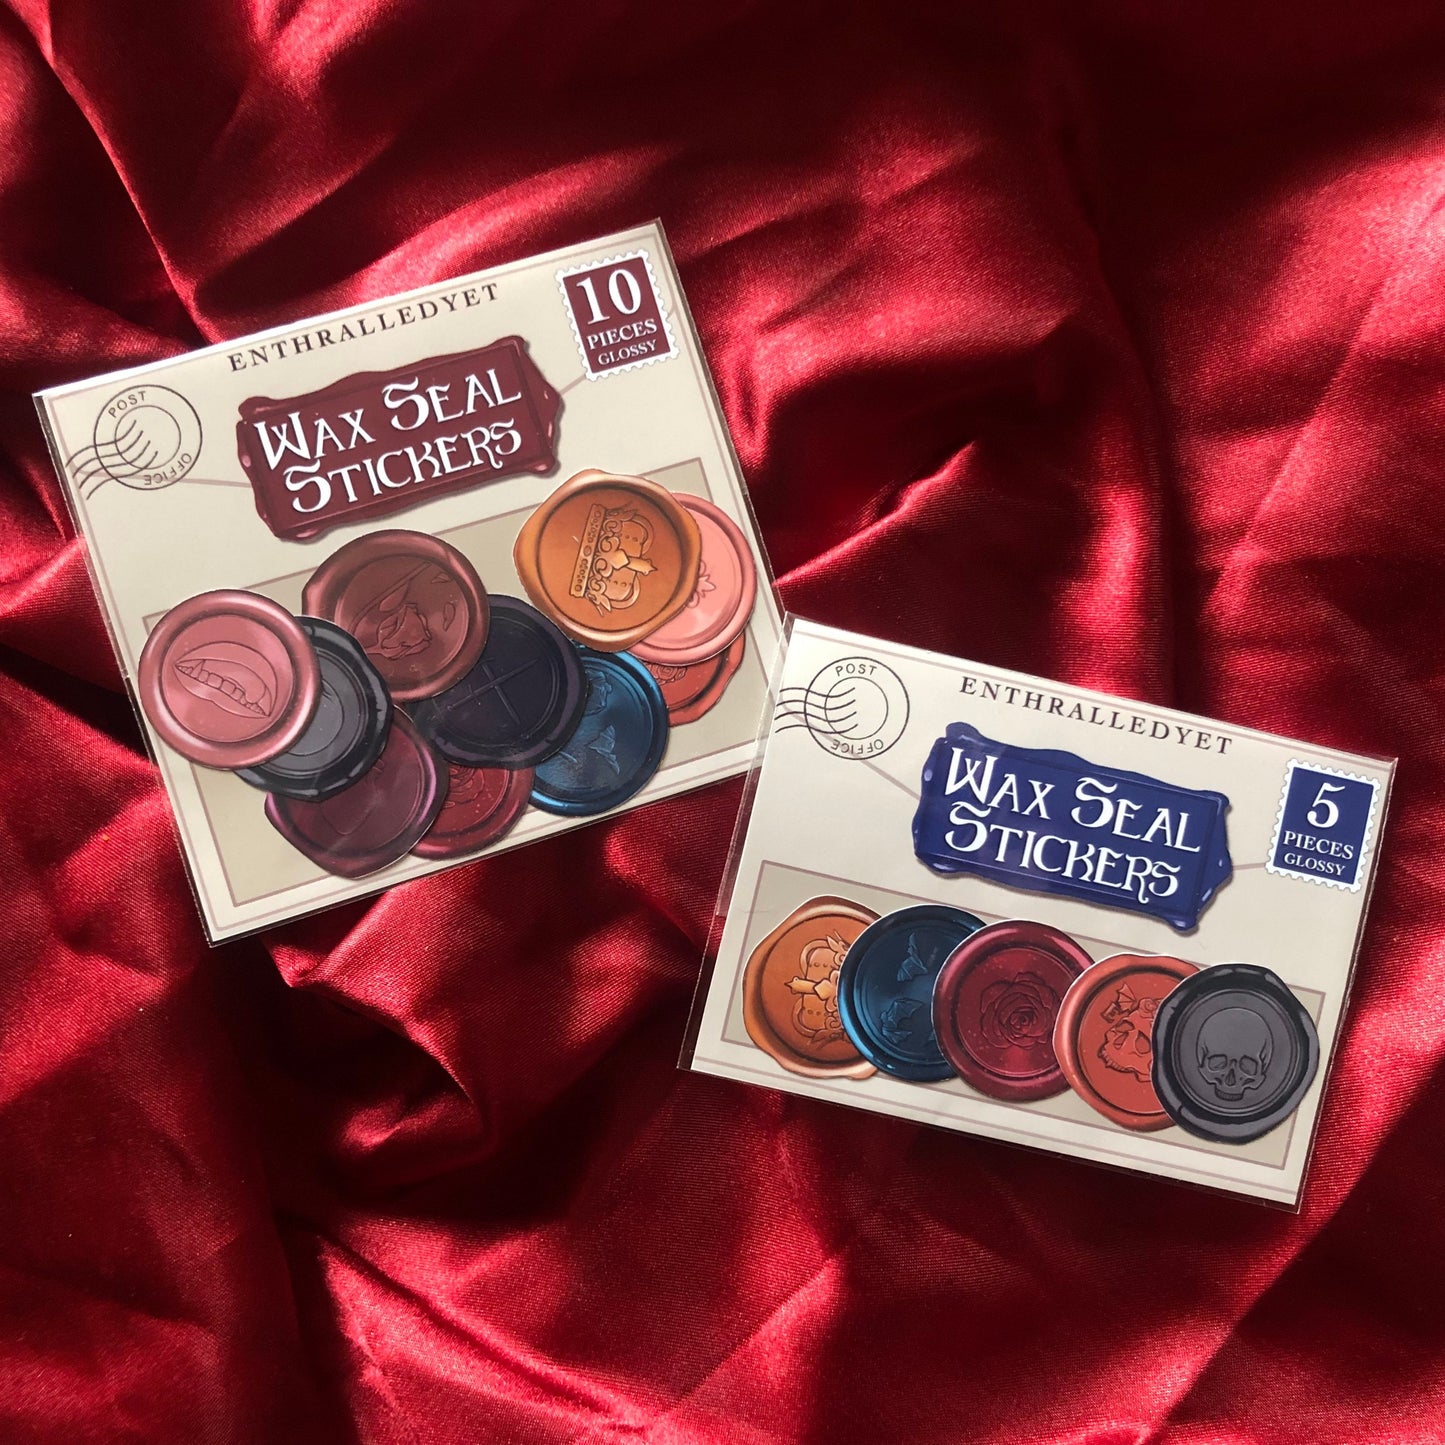 ENTHRALLEDYET
10
PIECES
GLOSSY
POST
OFFICE
WAX SEAL
STICKERS
ENTHRALLEDYET
5
PIECES
GLOSSY
POST
OFFICE
WAX SEAL
STICKERS